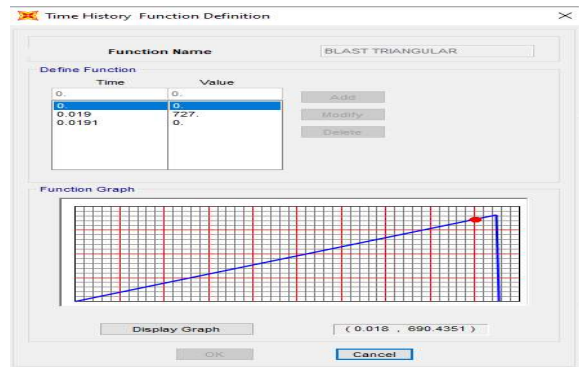 Time History Function Definition
Function Name
BLAST TRIANGULAR
Define Function
Time Value
0. 0.
0. 0.
0.019 727.
0.0191 0.
Add
Modify
Delete
Function Graph
Display Graph
( 0.018 , 690.4351 )
OK
Cancel